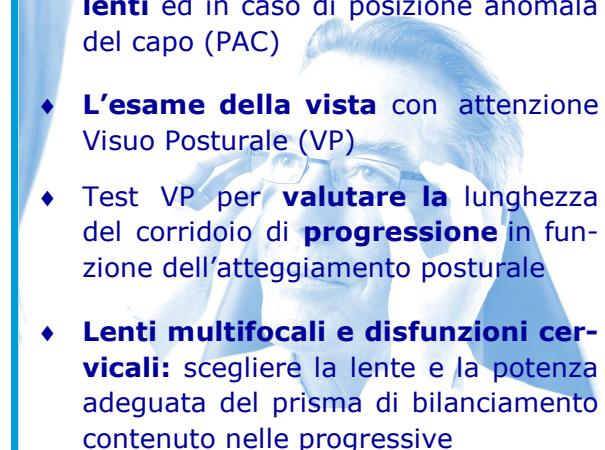 lenti ed in caso di posizione anomala
del capo (PAC)
♦ L'esame della vista con attenzione
Visuo Posturale (VP)
♦ Test VP per valutare la lunghezza
del corridoio di progressione in fun-
zione dell'atteggiamento posturale
♦ Lenti multifocali e disfunzioni cer-
vicali: scegliere la lente e la potenza
adeguata del prisma di bilanciamento
contenuto nelle progressive